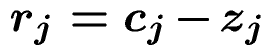 r_j = c_j − z_j